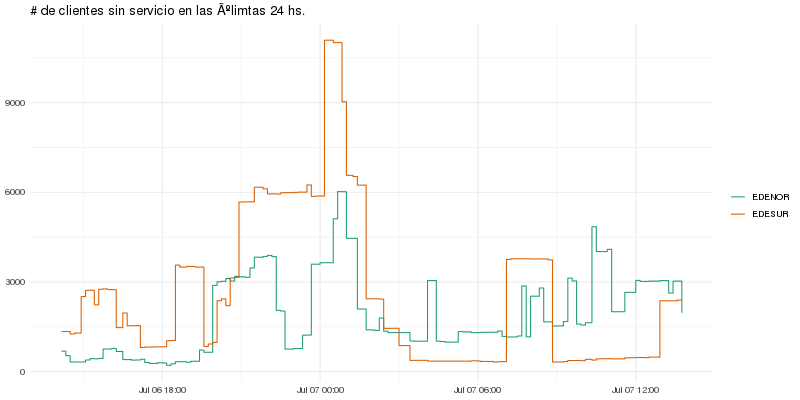 # de clientes sin servicio en las Ãºlimtas 24 hs.
9000
6000
3000
0
Jul 06 18:00
Jul 07 00:00
Jul 07 06:00
Jul 07 12:00
EDENOR
EDESUR